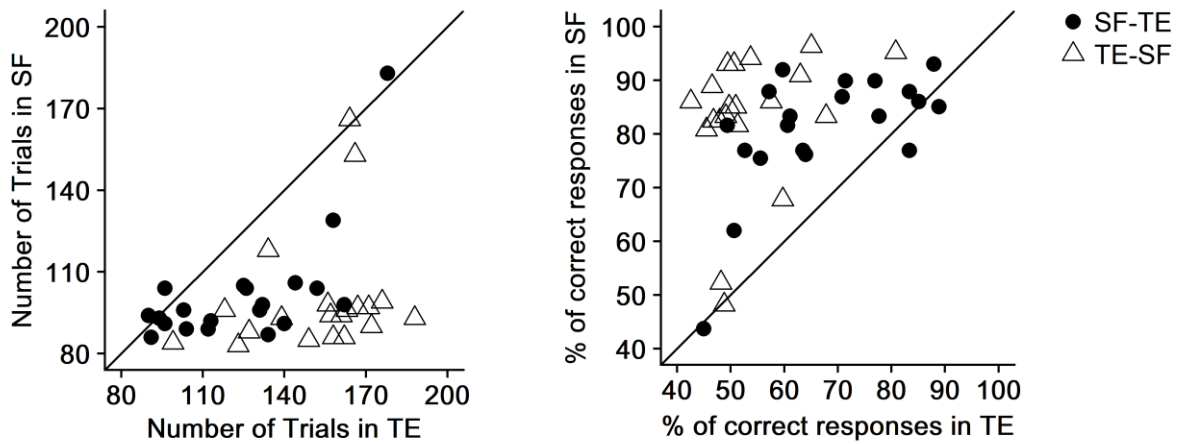 Number of Trials in SF
200
170
140
110
80
80 110 140 170 200
Number of Trials in TE
% of correct responses in SF
100
90
80
70
60
50
40
40 50 60 70 80 90 100
% of correct responses in TE
SF-TE
TE-SF